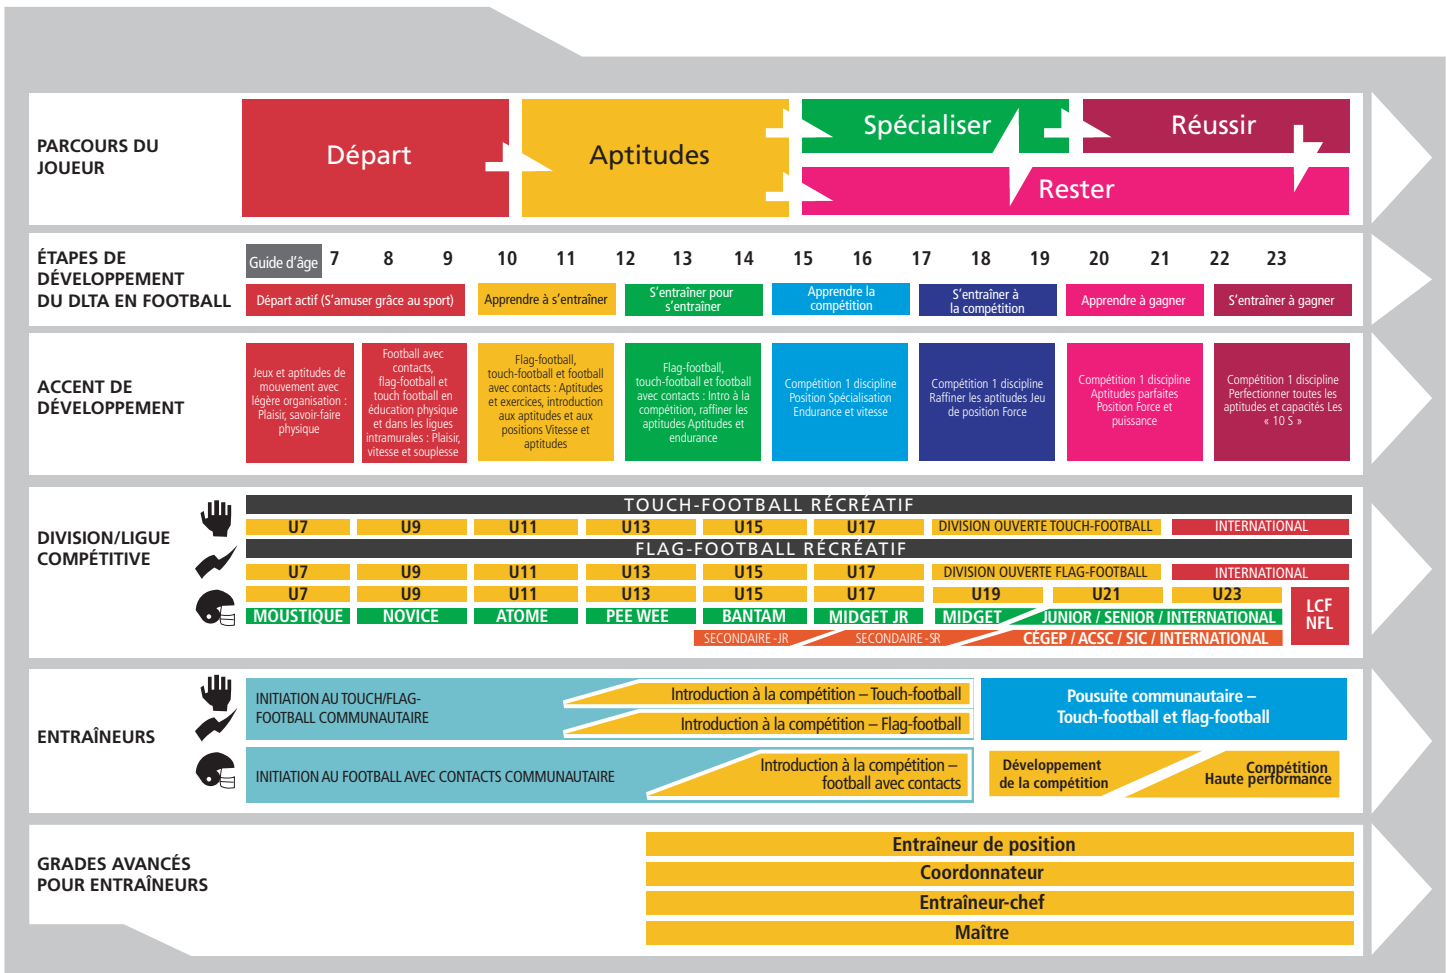 PARCOURS DU
JOUEUR
Départ
Aptitudes
Spécialiser
Réussir
Rester
ÉTAPES DE
DÉVELOPPEMENT
DU DLTA EN FOOTBALL
Guide d'âge 7 8 9 10 11 12 13 14 15 16 17 18 19 20 21 22 23
Départ actif (S'amuser grâce au sport)
Apprendre à s'entraîner
S'entraîner pour
s'entraîner
Apprendre la
compétition
S'entraîner à
la compétition
Apprendre à gagner
S'entraîner à gagner
ACCENT DE
DÉVELOPPEMENT
Jeux et aptitudes de
mouvement avec
légère organisation :
Plaisir, savoir-faire
physique
Football avec
contacts,
flag-football et
touch football en
éducation physique
et dans les ligues
intramurales : Plaisir,
vitesse et souplesse
Flag-football,
touch-football et football
avec contacts : Aptitudes
et exercices, introduction
aux aptitudes et aux
positions Vitesse et
aptitudes
Flag-football,
touch-football et football
avec contacts : Intro à la
compétition, raffiner les
aptitudes Aptitudes et
endurance
Compétition 1 discipline
Position Spécialisation
Endurance et vitesse
Compétition 1 discipline
Raffiner les aptitudes Jeu
de position Force
Compétition 1 discipline
Aptitudes parfaites
Position Force et
puissance
Compétition 1 discipline
Perfectionner toutes les
aptitudes et capacités Les
« 10 S »
DIVISION/LIGUE
COMPÉTITIVE
TOUCH-FOOTBALL RÉCRÉATIF
U7 U9 U11 U13 U15 U17 DIVISION OUVERTE TOUCH-FOOTBALL INTERNATIONAL
FLAG-FOOTBALL RÉCRÉATIF
U7 U9 U11 U13 U15 U17 DIVISION OUVERTE FLAG-FOOTBALL INTERNATIONAL
U7 U9 U11 U13 U15 U17 U19 U21 U23
MOUSTIQUE NOVICE ATOME PEE WEE BANTAM MIDGET JR MIDGET JUNIOR / SENIOR / INTERNATIONAL
SECONDAIRE -JR SECONDAIRE -SR CÉGEP / ACSC / SIC / INTERNATIONAL
LCF
NFL
ENTRAÎNEURS
INITIATION AU TOUCH/FLAG-
FOOTBALL COMMUNAUTAIRE
Introduction à la compétition – Touch-football
Introduction à la compétition – Flag-football
Pousuite communautaire –
Touch-football et flag-football
INITIATION AU FOOTBALL AVEC CONTACTS COMMUNAUTAIRE
Introduction à la compétition –
football avec contacts
Développement
de la compétition
Compétition
Haute performance
GRADES AVANCÉS
POUR ENTRAÎNEURS
Entraîneur de position
Coordonnateur
Entraîneur-chef
Maître